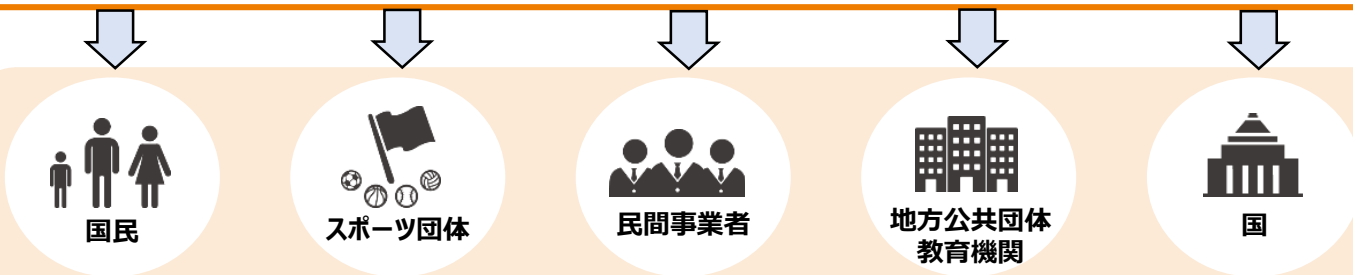 国民
スポーツ団体
民間事業者
地方公共団体
教育機関
国